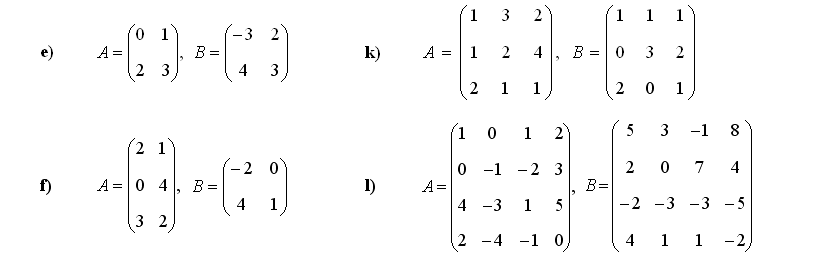 e) A = (0 1; 2 3), B = (−3 2; 4 3)
k) A = (1 3 2; 1 2 4; 2 1 1), B = (1 1 1; 0 3 2; 2 0 1)
f) A = (2 1; 0 4; 3 2), B = (−2 0; 4 1)
l) A = (1 0 1 2; 0 −1 −2 3; 4 −3 1 5; 2 −4 −1 0), B = (5 3 −1 8; 2 0 7 4; −2 −3 −3 −5; 4 1 1 −2)